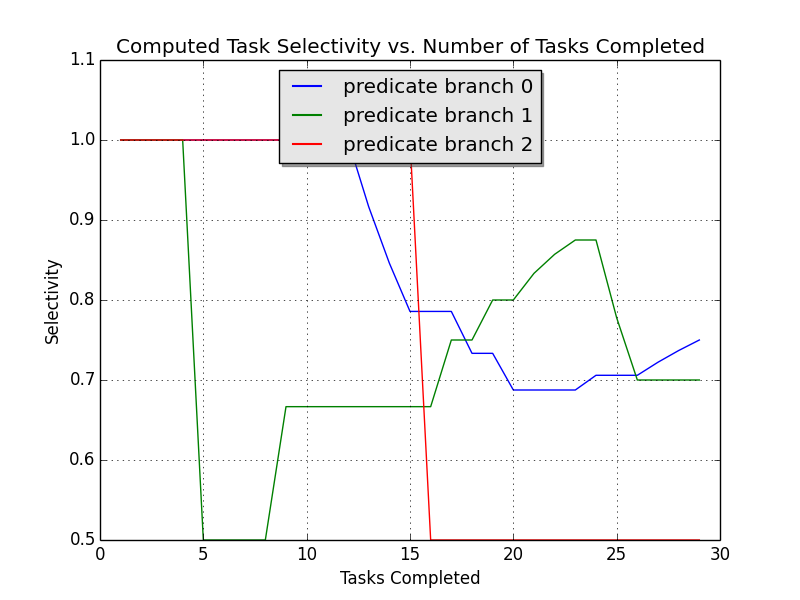 Computed Task Selectivity vs. Number of Tasks Completed
predicate branch 0
predicate branch 1
predicate branch 2
1.1
1.0
0.9
0.8
0.7
0.6
0.5
Selectivity
0 5 10 15 20 25 30
Tasks Completed